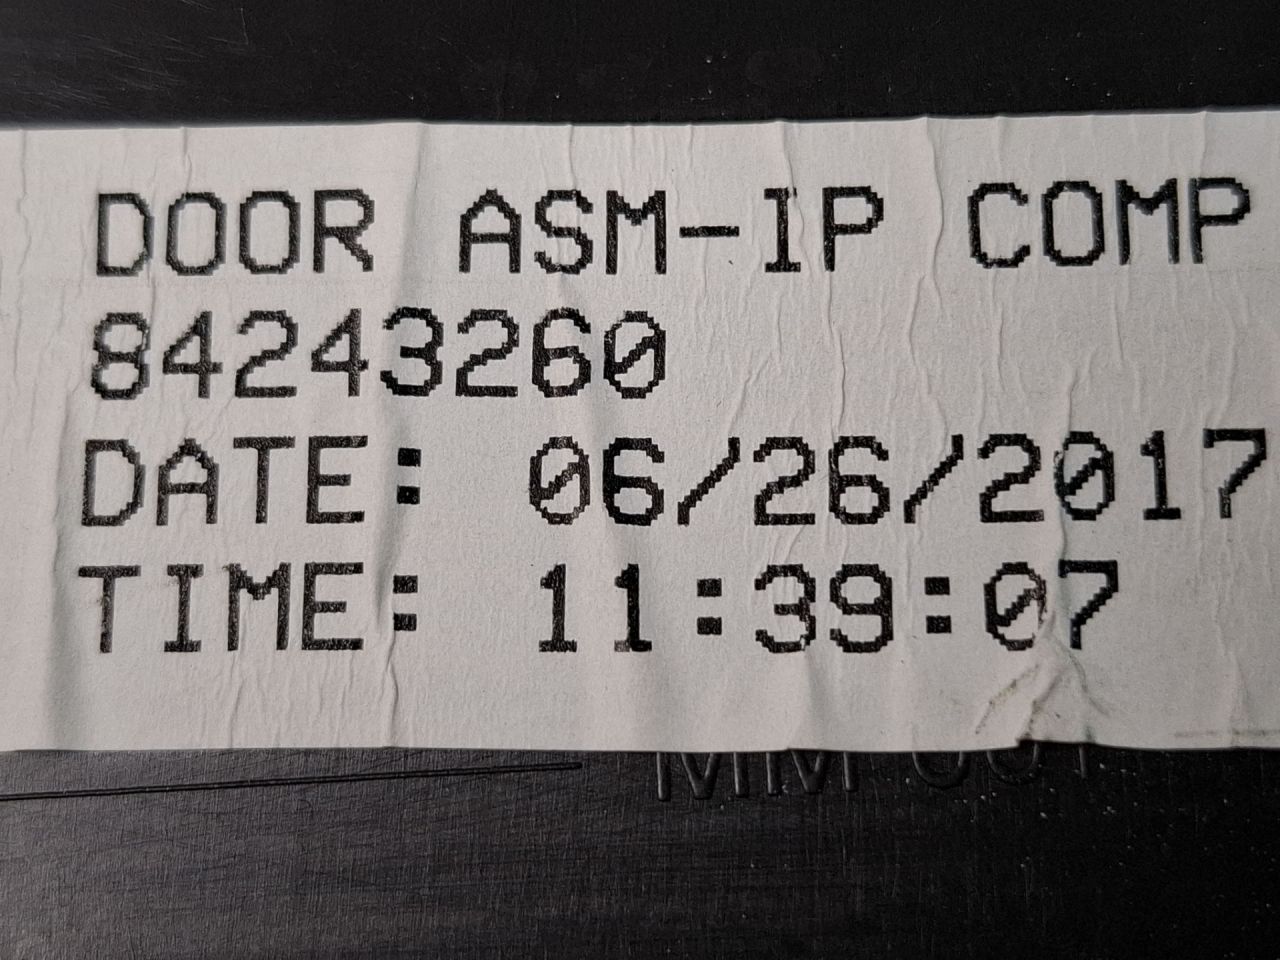 DOOR ASM-IP COMP
84243260
DATE: 06/26/2017
TIME: 11:39:07